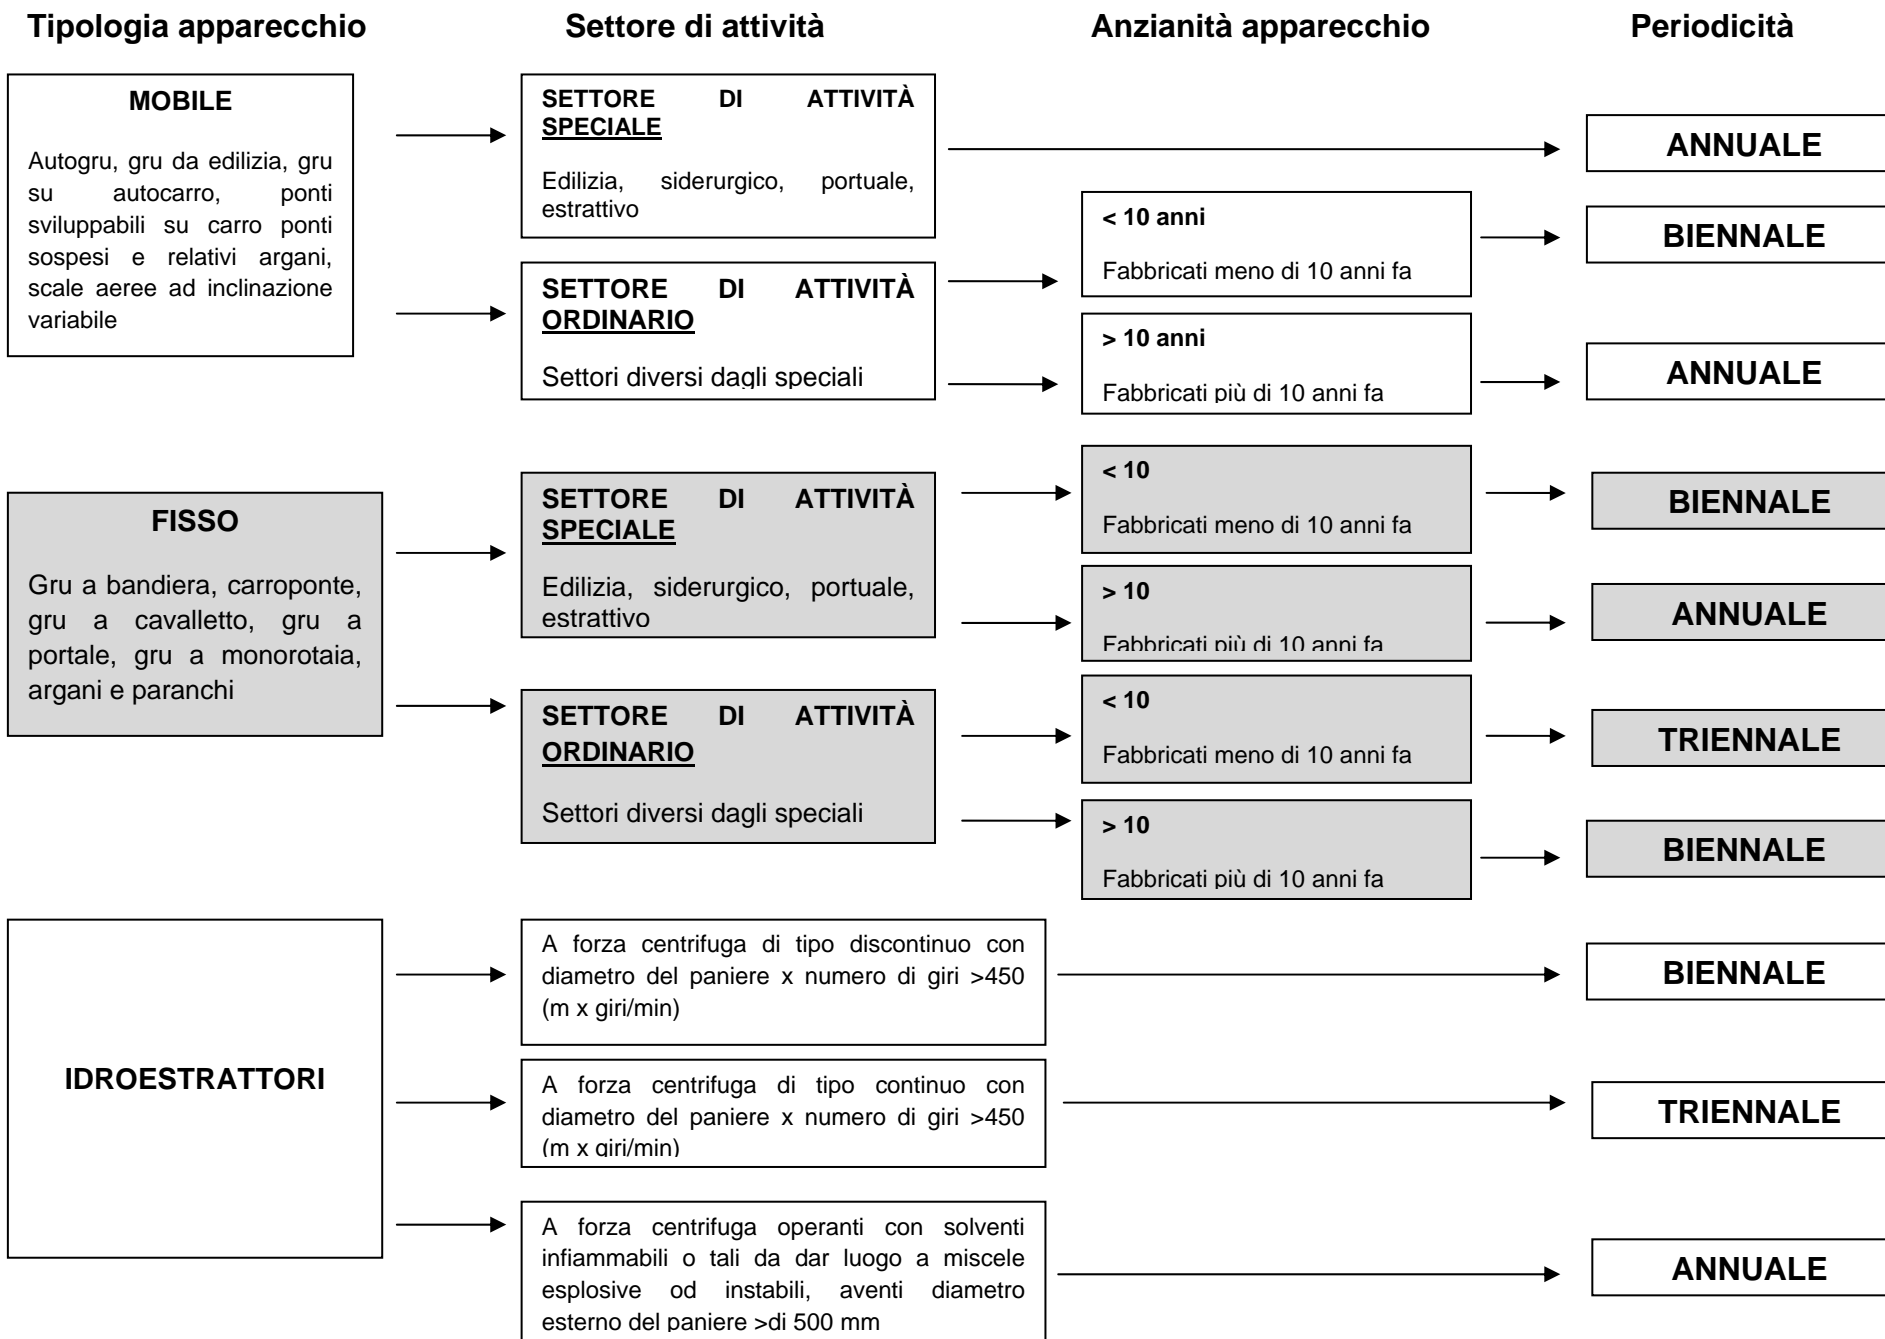 Tipologia apparecchio
Settore di attività
Anzianità apparecchio
Periodicità
MOBILE
Autogru, gru da edilizia, gru
su autocarro, ponti
sviluppabili su carro ponti
sospesi e relativi argani,
scale aeree ad inclinazione
variabile
SETTORE DI ATTIVITÀ
SPECIALE
Edilizia, siderurgico, portuale,
estrattivo
ANNUALE
SETTORE DI ATTIVITÀ
ORDINARIO
Settori diversi dagli speciali
< 10 anni
Fabbricati meno di 10 anni fa
BIENNALE
> 10 anni
Fabbricati più di 10 anni fa
ANNUALE
FISSO
Gru a bandiera, carroponte,
gru a cavalletto, gru a
portale, gru a monorotaia,
argani e paranchi
SETTORE DI ATTIVITÀ
SPECIALE
Edilizia, siderurgico, portuale,
estrattivo
< 10
Fabbricati meno di 10 anni fa
BIENNALE
> 10
Fabbricati più di 10 anni fa
ANNUALE
SETTORE DI ATTIVITÀ
ORDINARIO
Settori diversi dagli speciali
< 10
Fabbricati meno di 10 anni fa
TRIENNALE
> 10
Fabbricati più di 10 anni fa
BIENNALE
IDROESTRATTORI
A forza centrifuga di tipo discontinuo con
diametro del paniere x numero di giri >450
(m x giri/min)
BIENNALE
A forza centrifuga di tipo continuo con
diametro del paniere x numero di giri >450
(m x giri/min)
TRIENNALE
A forza centrifuga operanti con solventi
infiammabili o tali da dar luogo a miscele
esplosive od instabili, aventi diametro
esterno del paniere >di 500 mm
ANNUALE